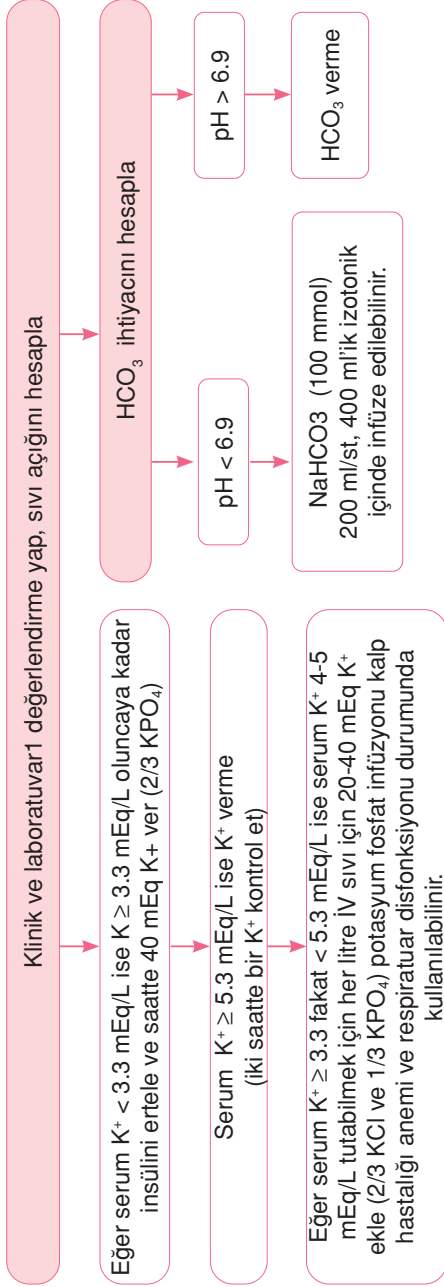 Klinik ve laboratuvar1 değerlendirme yap, sıvı açığını hesapla
Eğer serum K⁺ < 3.3 mEq/L ise K ≥ 3.3 mEq/L oluncaya kadar
insülini ertele ve saatte 40 mEq K+ ver (2/3 KPO₄)
Serum K⁺ ≥ 5.3 mEq/L ise K⁺ verme
(iki saatte bir K⁺ kontrol et)
Eğer serum K⁺ ≥ 3.3 fakat < 5.3 mEq/L ise serum K⁺ 4-5
mEq/L tutabilmek için her litre İV sıvı için 20-40 mEq K⁺
ekle (2/3 KCl ve 1/3 KPO₄) potasyum fosfat infüzyonu kalp
hastalığı anemi ve respiratuar disfonksiyonu durumunda
kullanılabilinir.
HCO₃ ihtiyacını hesapla
pH < 6.9
NaHCO3 (100 mmol)
200 ml/st, 400 ml'ik izotonik
içinde infüze edilebilinir.
pH > 6.9
HCO₃ verme